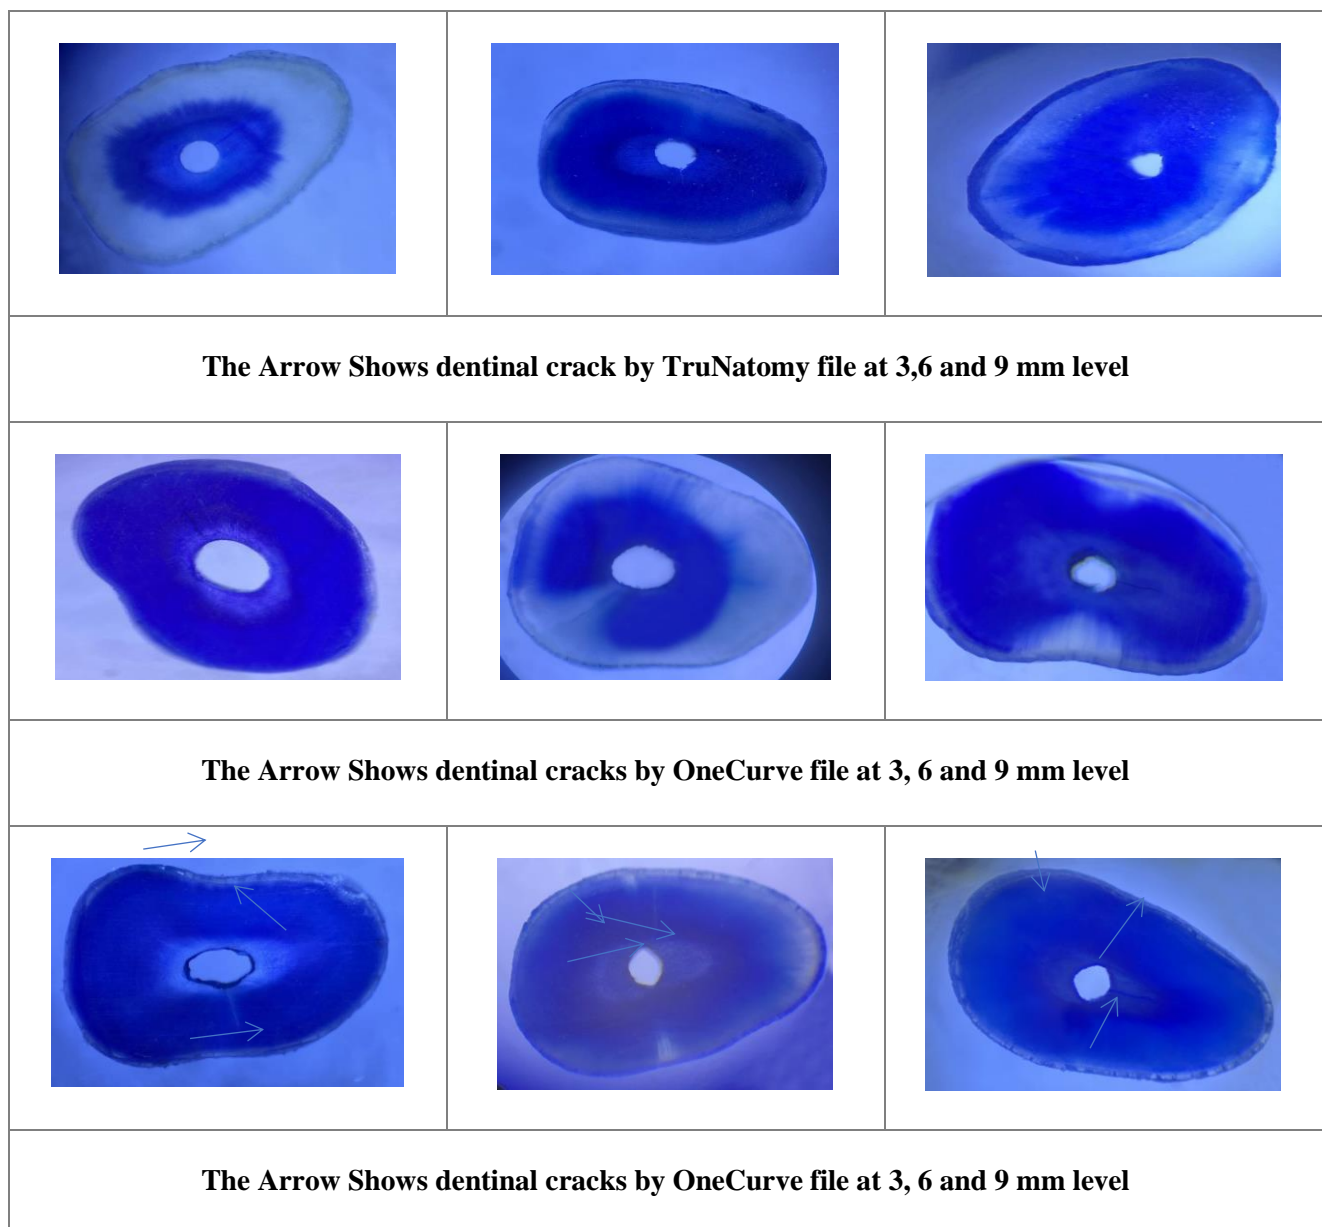 The Arrow Shows dentinal crack by TruNatomy file at 3,6 and 9 mm level
The Arrow Shows dentinal cracks by OneCurve file at 3, 6 and 9 mm level
The Arrow Shows dentinal cracks by OneCurve file at 3, 6 and 9 mm level